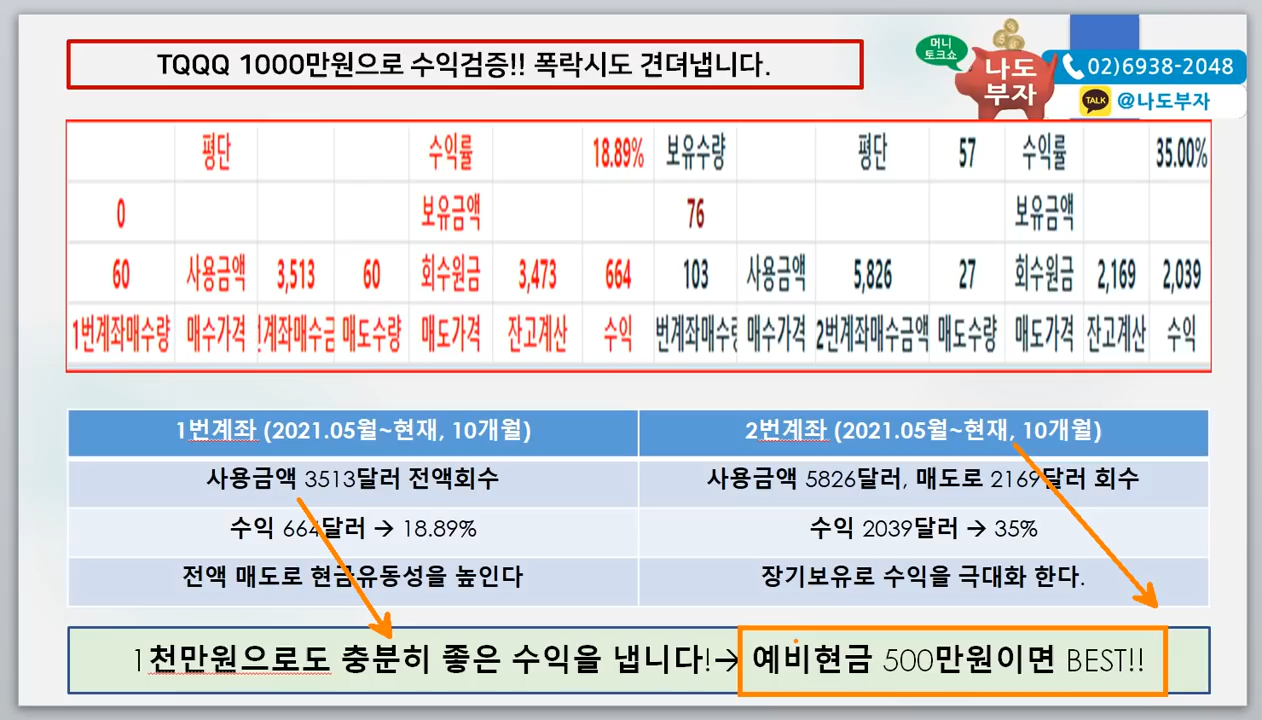 TQQQ 1000만원으로 수익검증!! 폭락시도 견뎌냅니다.
머니
토크쇼
나도
부자
02)6938-2048
TALK @나도부자
평단 수익률 18.89% 보유수량 평단 57 수익률 35.00%
0 보유금액 76 보유금액
60 사용금액 3,513 60 회수원금 3,473 664 103 사용금액 5,826 27 회수원금 2,169 2,039
1번계좌매수량 매수가격 번계좌매수금 매도수량 매도가격 잔고계산 수익 번계좌매수량 매수가격 2번계좌매수금액 매도수량 매도가격 잔고계산 수익
1번계좌 (2021.05월~현재, 10개월) 2번계좌 (2021.05월~현재, 10개월)
사용금액 3513달러 전액회수 사용금액 5826달러, 매도로 2169달러 회수
수익 664달러 → 18.89% 수익 2039달러 → 35%
전액 매도로 현금유동성을 높인다 장기보유로 수익을 극대화 한다.
1천만원으로도 충분히 좋은 수익을 냅니다!→ 예비현금 500만원이면 BEST!!